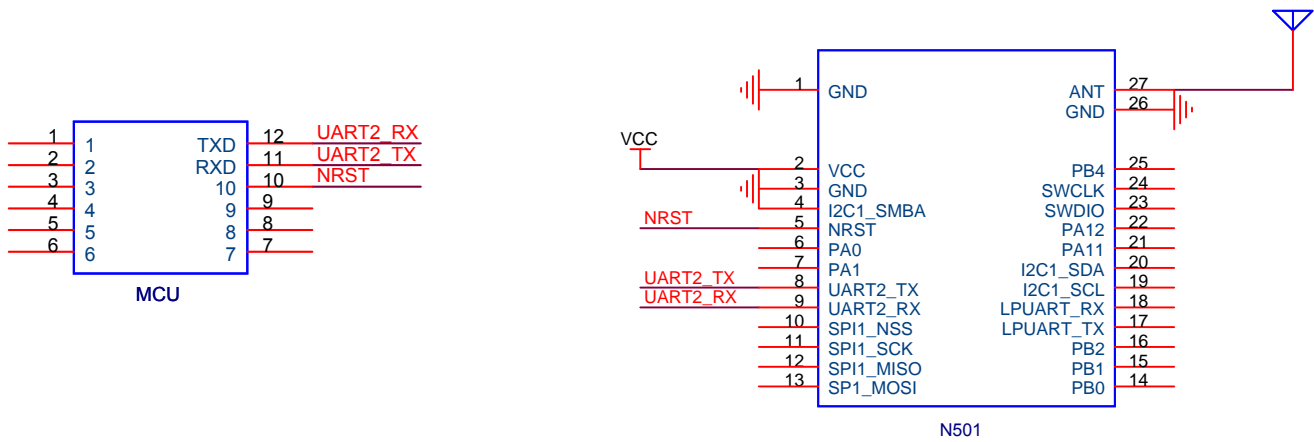 1 1 TXD 12 UART2_RX
2 2 RXD 11 UART2_TX
3 3 10 10 NRST
4 4 9 9
5 5 8 8
6 6 7 7
MCU
1 GND ANT 27
GND 26
VCC
2 VCC PB4 25
3 GND SWCLK 24
4 I2C1_SMBA SWDIO 23
NRST 5 NRST PA12 22
6 PA0 PA11 21
7 PA1 I2C1_SDA 20
UART2_TX 8 UART2_TX I2C1_SCL 19
UART2_RX 9 UART2_RX LPUART_RX 18
10 SPI1_NSS LPUART_TX 17
11 SPI1_SCK PB2 16
12 SPI1_MISO PB1 15
13 SP1_MOSI PB0 14
N501